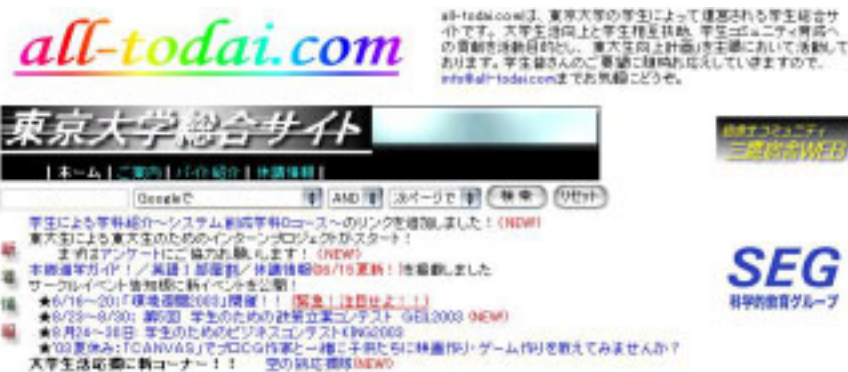 all-todai.com
all-todai.comは、東京大学の学生によって運営される学生総合サ
イトです。大学生活向上と学生相互扶助、学生コミュニティ育成へ
の貢献を活動目的とし、東大生向上計画』を主眼において活動して
おります。学生皆さんのご要望に随時お応えしていきますので、
info@all-todai.comまでお気軽にどうぞ。
東京大学総合サイト
| ホーム | ご案内 | バイト紹介 | 休講情報 |
三鷹宿舎WEB
Googleで AND 次ページで 検索 リセット
学生による学科紹介～システム創成学科Cコース～のリンクを追加しました！(NEW!)
東大生による東大生のためのインターンプロジェクトがスタート！
まずはアンケートにご協力お願いします！(NEW!)
本郷進学ガイド！／英語１部屋割／休講情報(06/15更新！)を掲載しました
サークルイベント告知板に新イベントを公開！
★6/16～20:「環境週間2003」開催！！ (緊急！注目せよ！！)
★8/23～8/30: 第5回 学生のための政策立案コンテスト GEIL2003 (NEW!)
★8月24～30日: 学生のためのビジネスコンテストKING2003
★'03夏休み:「CANVAS」でプロCG作家と一緒に子供たちに映画作り・ゲーム作りを教えてみませんか？
大学生活応援に新コーナー！！ 空の
新着情報
SEG
科学的教育グループ